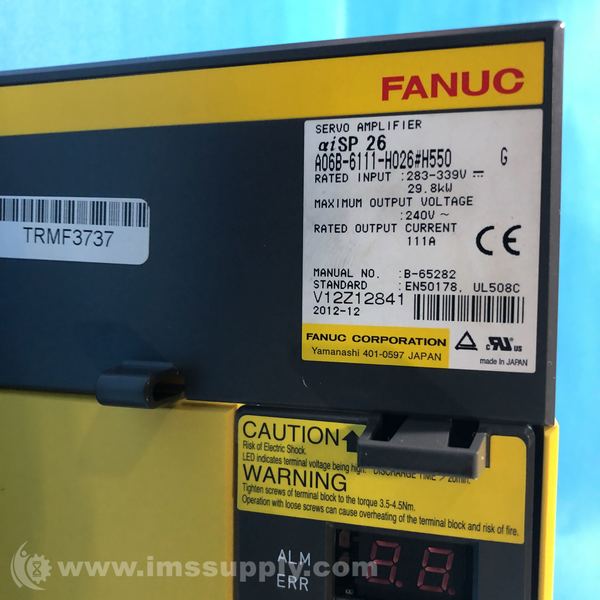 FANUC
SERVO AMPLIFIER
αiSP 26
A06B-6111-H026#H550 G
RATED INPUT :283-339V
29.8kW
MAXIMUM OUTPUT VOLTAGE
:240V~
RATED OUTPUT CURRENT
111A
CE
MANUAL NO. :B-65282
STANDARD :EN50178, UL508C
V12Z12841
2012-12
FANUC CORPORATION
Yamanashi 401-0597 JAPAN
c RU us
made in JAPAN
TRMF3737
CAUTION
Risk of Electric Shock.
LED indicates terminal voltage being high. DISCHARGE TIME > 20min.
WARNING
Tighten screws of terminal block to the torque 3.5-4.5Nm.
Operation with loose screws can cause overheating of the terminal block and risk of fire.
ALM
ERR
www.imssupply.com